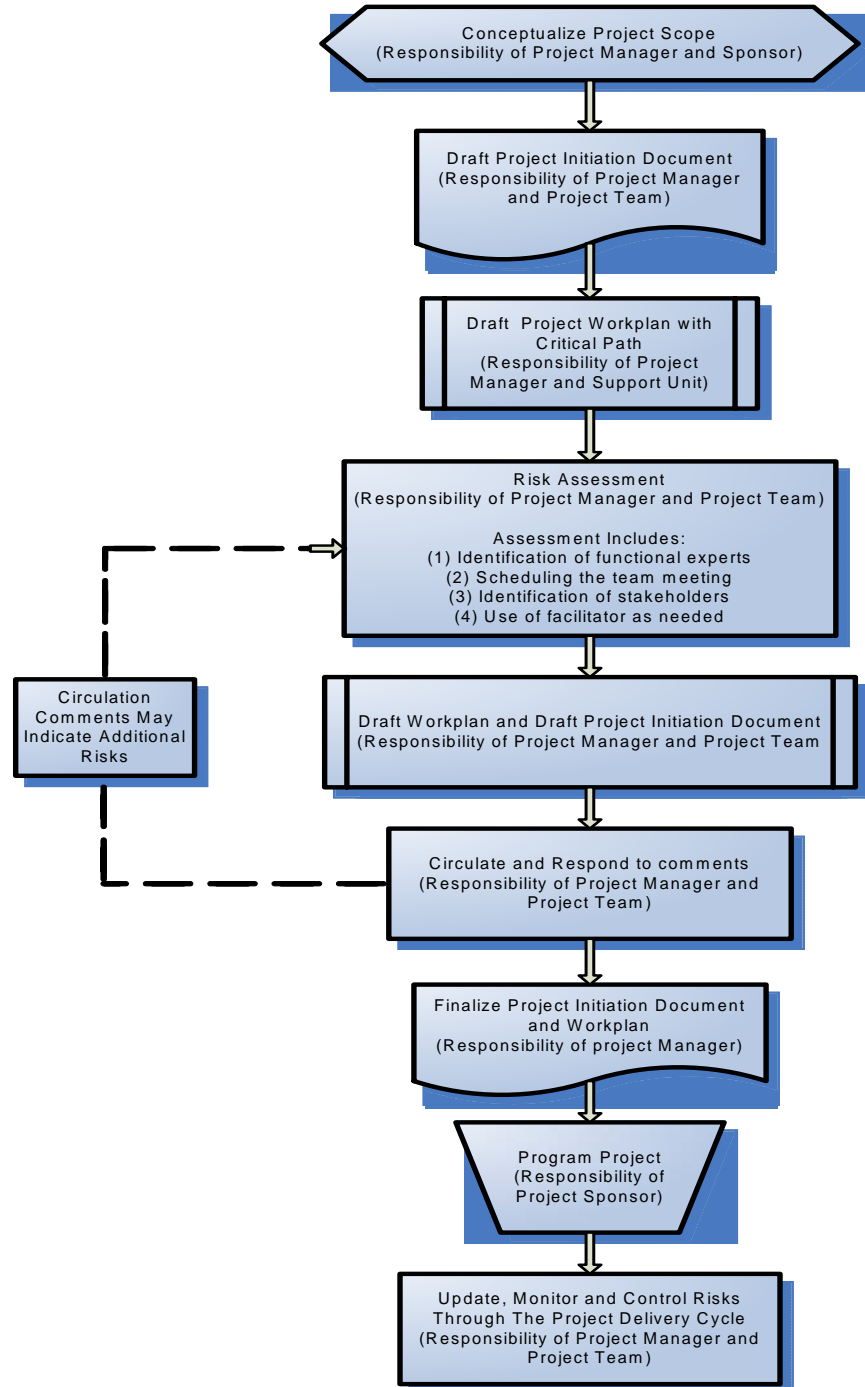 Conceptualize Project Scope
(Responsibility of Project Manager and Sponsor)
Draft Project Initiation Document
(Responsibility of Project Manager
and Project Team)
Draft Project Workplan with
Critical Path
(Responsibility of Project
Manager and Support Unit)
Risk Assessment
(Responsibility of Project Manager and Project Team)
Assessment Includes:
(1) Identification of functional experts
(2) Scheduling the team meeting
(3) Identification of stakeholders
(4) Use of facilitator as needed
Circulation
Comments May
Indicate Additional
Risks
Draft Workplan and Draft Project Initiation Document
(Responsibility of Project Manager and Project Team
Circulate and Respond to comments
(Responsibility of Project Manager and
Project Team)
Finalize Project Initiation Document
and Workplan
(Responsibility of project Manager)
Program Project
(Responsibility of
Project Sponsor)
Update, Monitor and Control Risks
Through The Project Delivery Cycle
(Responsibility of Project Manager and
Project Team)